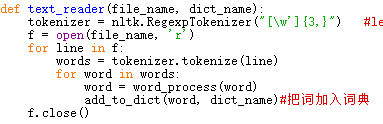 def text_reader(file_name, dict_name):
    tokenizer = nltk.RegexpTokenizer("[\w']{3,}")   #le
    f = open(file_name, 'r')
    for line in f:
        words = tokenizer.tokenize(line)
        for word in words:
            word = word_process(word)
            add_to_dict(word, dict_name)#把词加入词典
    f.close()